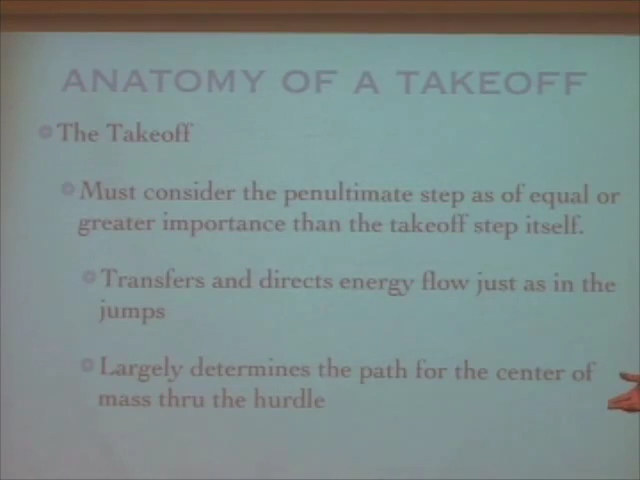 ANATOMY OF A TAKEOFF
The Takeoff
Must consider the penultimate step as of equal or
greater importance than the takeoff step itself.
Transfers and directs energy flow just as in the
jumps
Largely determines the path for the center of
mass thru the hurdle